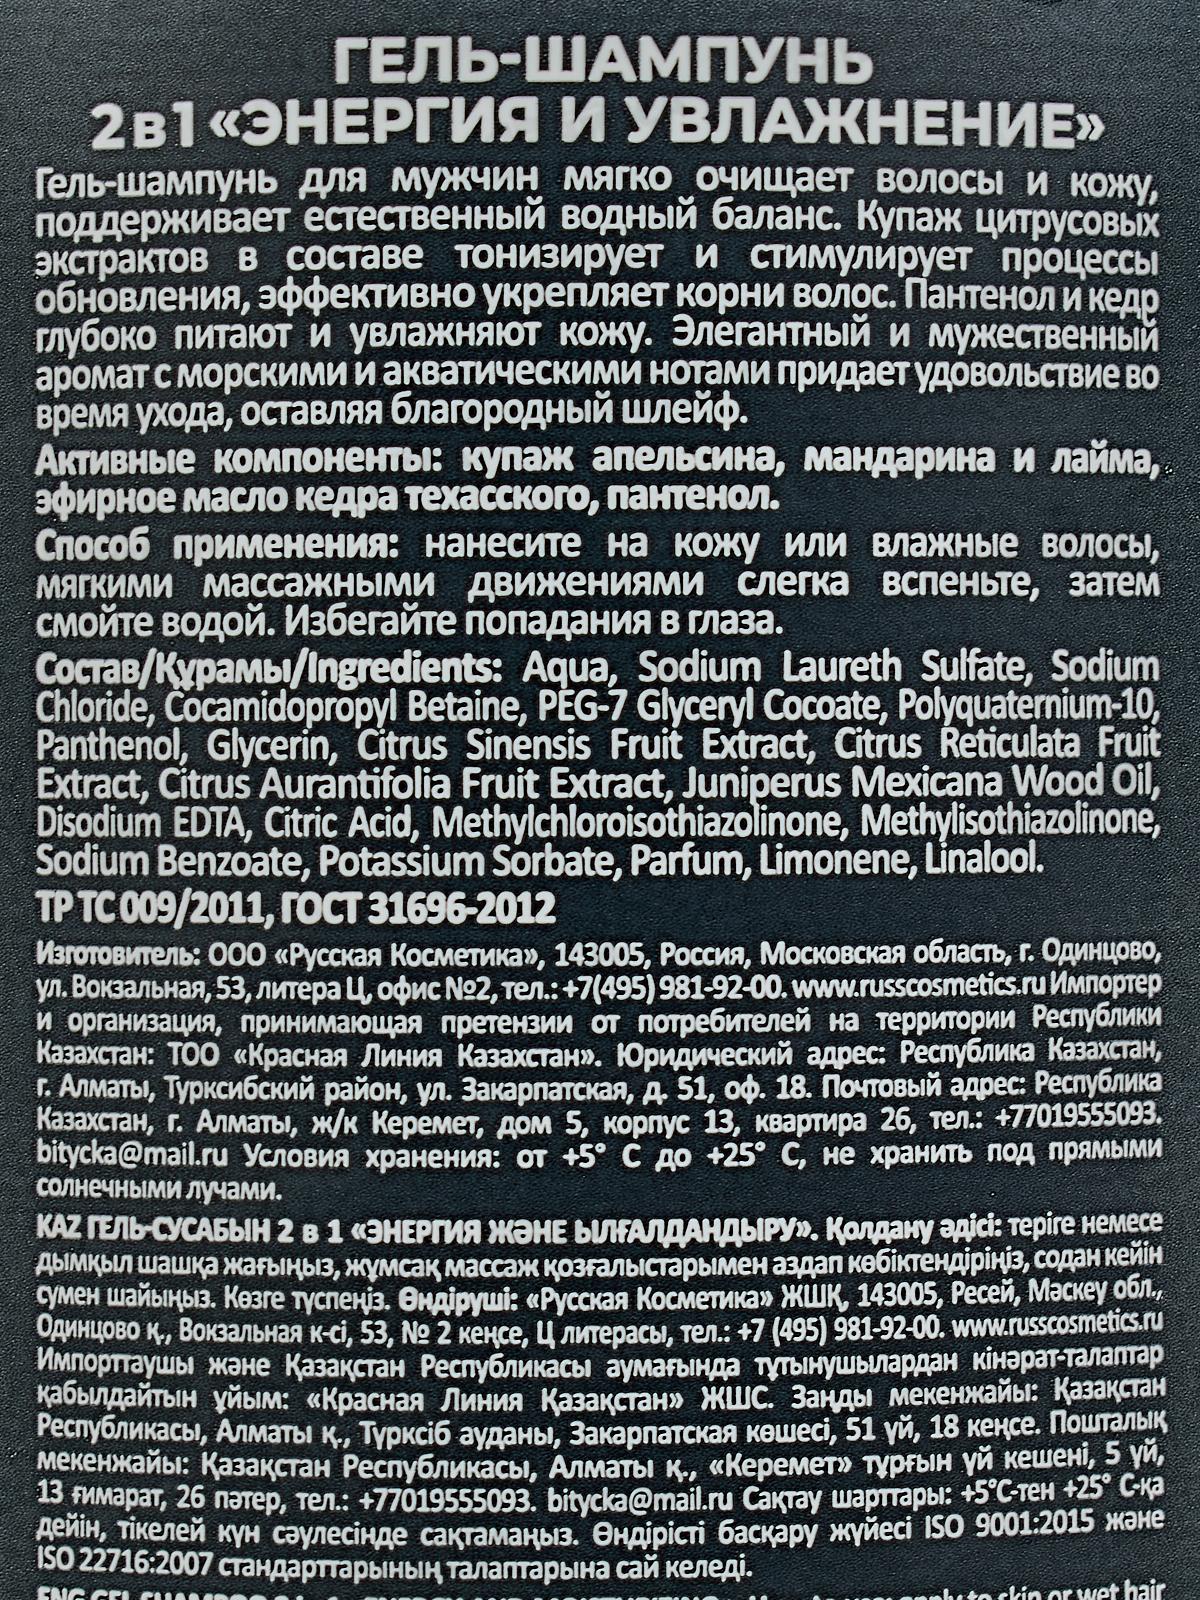 ГЕЛЬ-ШАМПУНЬ
2в1 «ЭНЕРГИЯ И УВЛАЖНЕНИЕ»
Гель-шампунь для мужчин мягко очищает волосы и кожу,
поддерживает естественный водный баланс. Купаж цитрусовых
экстрактов в составе тонизирует и стимулирует процессы
обновления, эффективно укрепляет корни волос. Пантенол и кедр
глубоко питают и увлажняют кожу. Элегантный и мужественный
аромат с морскими и акватическими нотами придает удовольствие во
время ухода, оставляя благородный шлейф.
Активные компоненты: купаж апельсина, мандарина и лайма,
эфирное масло кедра техасского, пантенол.
Способ применения: нанесите на кожу или влажные волосы,
мягкими массажными движениями слегка вспеньте, затем
смойте водой. Избегайте попадания в глаза.
Состав/Құрамы/Ingredients: Aqua, Sodium Laureth Sulfate, Sodium
Chloride, Cocamidopropyl Betaine, PEG-7 Glyceryl Cocoate, Polyquaternium-10,
Panthenol, Glycerin, Citrus Sinensis Fruit Extract, Citrus Reticulata Fruit
Extract, Citrus Aurantifolia Fruit Extract, Juniperus Mexicana Wood Oil,
Disodium EDTA, Citric Acid, Methylchloroisothiazolinone, Methylisothiazolinone,
Sodium Benzoate, Potassium Sorbate, Parfum, Limonene, Linalool.
ТР ТС 009/2011, ГОСТ 31696-2012
Изготовитель: ООО «Русская Косметика», 143005, Россия, Московская область, г. Одинцово,
ул. Вокзальная, 53, литера Ц, офис №2, тел.: +7(495) 981-92-00. www.russcosmetics.ru Импортер
и организация, принимающая претензии от потребителей на территории Республики
Казахстан: ТОО «Красная Линия Казахстан». Юридический адрес: Республика Казахстан,
г. Алматы, Турксибский район, ул. Закарпатская, д. 51, оф. 18. Почтовый адрес: Республика
Казахстан, г. Алматы, ж/к Керемет, дом 5, корпус 13, квартира 26, тел.: +77019555093.
bitycka@mail.ru Условия хранения: от +5° С до +25° С, не хранить под прямыми
солнечными лучами.
KAZ ГЕЛЬ-СУСАБЫН 2 в 1 «ЭНЕРГИЯ ЖӘНЕ ЫЛҒАЛДАНДЫРУ». Қолдану әдісі: теріге немесе
дымқыл шашқа жағыңыз, жұмсақ массаж қозғалыстарымен аздап көбіктендіріңіз, содан кейін
сумен шайыңыз. Көзге түспеңіз. Өндіруші: «Русская Косметика» ЖШҚ, 143005, Ресей, Мәскеу обл.,
Одинцово қ., Вокзальная к-сі, 53, № 2 кеңсе, Ц литерасы, тел.: +7 (495) 981-92-00. www.russcosmetics.ru
Импорттаушы және Қазақстан Республикасы аумағында тұтынушылардан кінәрат-талаптар
қабылдайтын ұйым: «Красная Линия Қазақстан» ЖШС. Заңды мекенжайы: Қазақстан
Республикасы, Алматы қ., Түрксіб ауданы, Закарпатская көшесі, 51 үй, 18 кеңсе. Пошталық
мекенжайы: Қазақстан Республикасы, Алматы қ., «Керемет» тұрғын үй кешені, 5 үй,
13 ғимарат, 26 пәтер, тел.: +77019555093. bitycka@mail.ru Сақтау шарттары: +5°С-тен +25° С-қа
дейін, тікелей күн сәулесінде сақтамаңыз. Өндірісті басқару жүйесі ISO 9001:2015 және
ISO 22716:2007 стандарттарының талаптарына сай келеді.